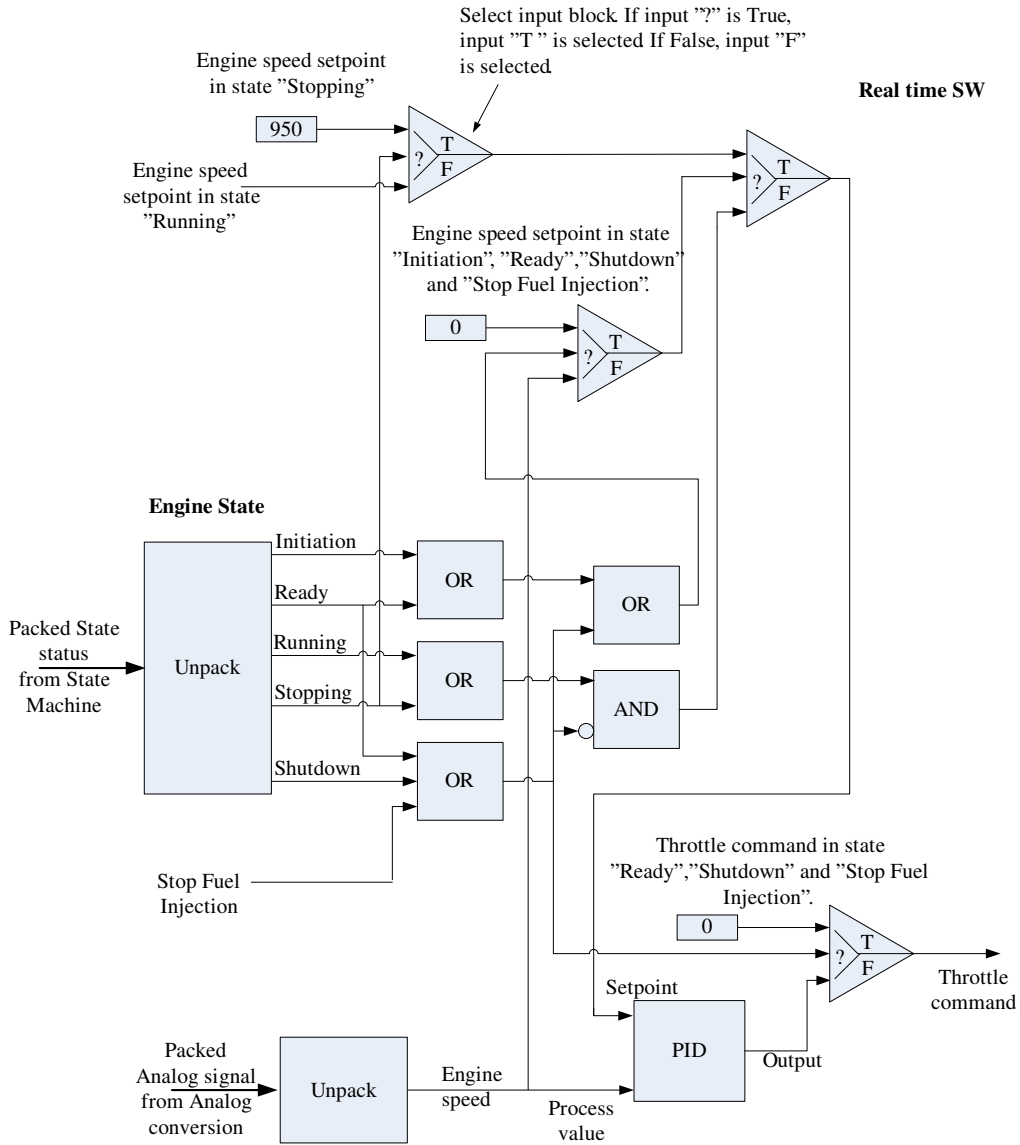 Select input block. If input ”?” is True,
input ”T ” is selected. If False, input ”F”
is selected.
Engine speed setpoint
in state ”Stopping”
Real time SW
950
T
?
F
Engine speed
setpoint in state
”Running”
T
?
F
Engine speed setpoint in state
”Initiation”, ”Ready”,”Shutdown”
and ”Stop Fuel Injection”.
0
T
?
F
Engine State
Initiation
OR
Ready
OR
Packed State
status
from State
Machine
Unpack
Running
OR
Stopping
AND
Shutdown
OR
Stop Fuel
Injection
Throttle command in state
”Ready”,”Shutdown” and ”Stop Fuel
Injection”.
0
T
?
F
Throttle
command
Setpoint
PID
Output
Packed
Analog signal
from Analog
conversion
Unpack
Engine
speed
Process
value